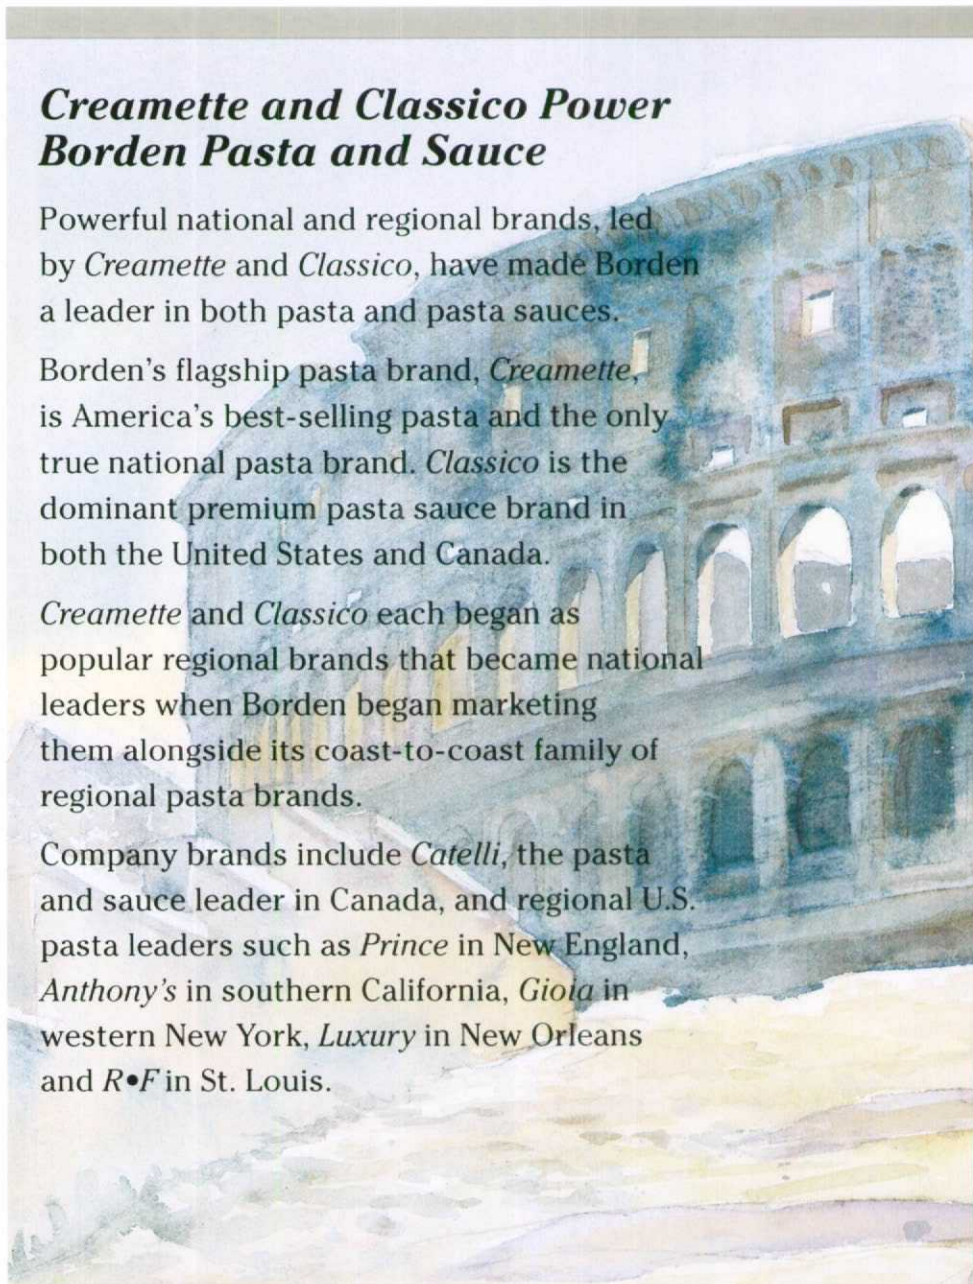 Creamette and Classico Power
Borden Pasta and Sauce
Powerful national and regional brands, led
by Creamette and Classico, have made Borden
a leader in both pasta and pasta sauces.
Borden's flagship pasta brand, Creamette,
is America's best-selling pasta and the only
true national pasta brand. Classico is the
dominant premium pasta sauce brand in
both the United States and Canada.
Creamette and Classico each began as
popular regional brands that became national
leaders when Borden began marketing
them alongside its coast-to-coast family of
regional pasta brands.
Company brands include Catelli, the pasta
and sauce leader in Canada, and regional U.S.
pasta leaders such as Prince in New England,
Anthony's in southern California, Gioia in
western New York, Luxury in New Orleans
and R•F in St. Louis.